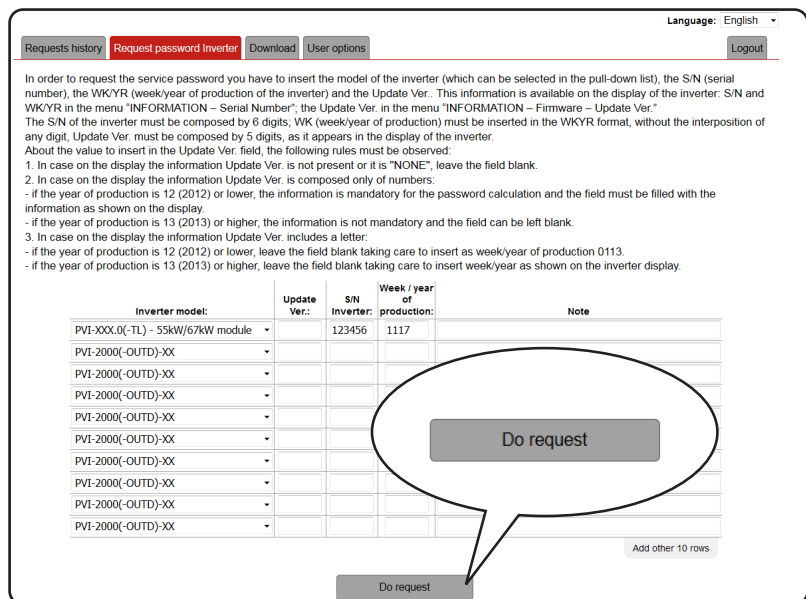 Language: English
Requests history Request password Inverter Download User options Logout
In order to request the service password you have to insert the model of the inverter (which can be selected in the pull-down list), the S/N (serial
number), the WK/YR (week/year of production of the inverter) and the Update Ver.. This information is available on the display of the inverter: S/N and
WK/YR in the menu “INFORMATION – Serial Number”; the Update Ver. in the menu “INFORMATION – Firmware – Update Ver.”
The S/N of the inverter must be composed by 6 digits; WK (week/year of production) must be inserted in the WKYR format, without the interposition of
any digit, Update Ver. must be composed by 5 digits, as it appears in the display of the inverter.
About the value to insert in the Update Ver. field, the following rules must be observed:
1. In case on the display the information Update Ver. is not present or it is "NONE", leave the field blank.
2. In case on the display the information Update Ver. is composed only of numbers:
- if the year of production is 12 (2012) or lower, the information is mandatory for the password calculation and the field must be filled with the
information as shown on the display.
- if the year of production is 13 (2013) or higher, the information is not mandatory and the field can be left blank.
3. In case on the display the information Update Ver. includes a letter:
- if the year of production is 12 (2012) or lower, leave the field blank taking care to insert as week/year of production 0113.
- if the year of production is 13 (2013) or higher, leave the field blank taking care to insert week/year as shown on the inverter display.
Inverter model: Update Ver.: S/N Inverter: Week / year of production: Note
PVI-XXX.0(-TL) - 55kW/67kW module 123456 1117
PVI-2000(-OUTD)-XX
PVI-2000(-OUTD)-XX
PVI-2000(-OUTD)-XX
PVI-2000(-OUTD)-XX
PVI-2000(-OUTD)-XX
PVI-2000(-OUTD)-XX
PVI-2000(-OUTD)-XX
PVI-2000(-OUTD)-XX
PVI-2000(-OUTD)-XX
Do request
Add other 10 rows
Do request